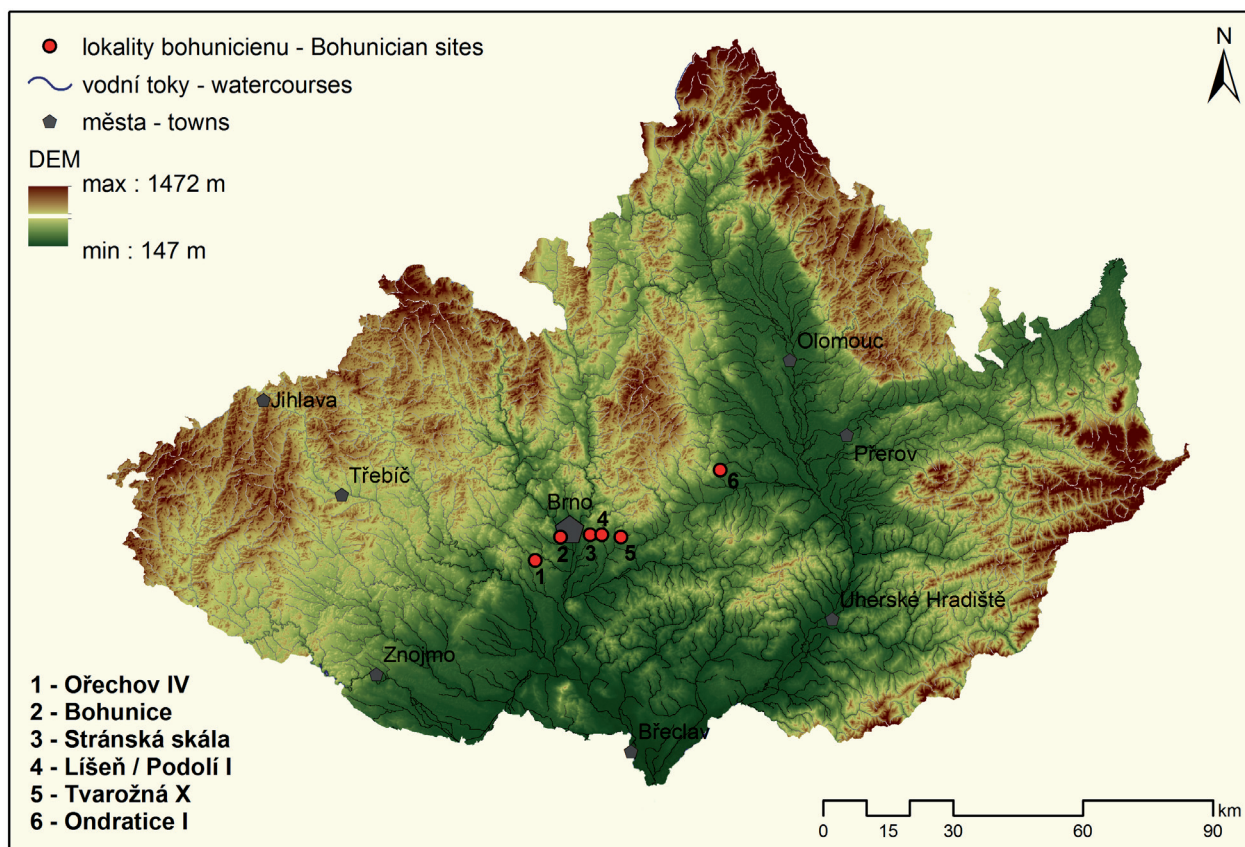 lokality bohunicienu - Bohunician sites
vodní toky - watercourses
města - towns
DEM
max : 1472 m
min : 147 m
N
Olomouc
Jihlava
Přerov
Třebíč
6
Brno
4
2
3
5
1
Uherské Hradiště
Znojmo
Břeclav
1 - Ořechov IV
2 - Bohunice
3 - Stránská skála
4 - Líšeň / Podolí I
5 - Tvarožná X
6 - Ondratice I
km
0 15 30 60 90